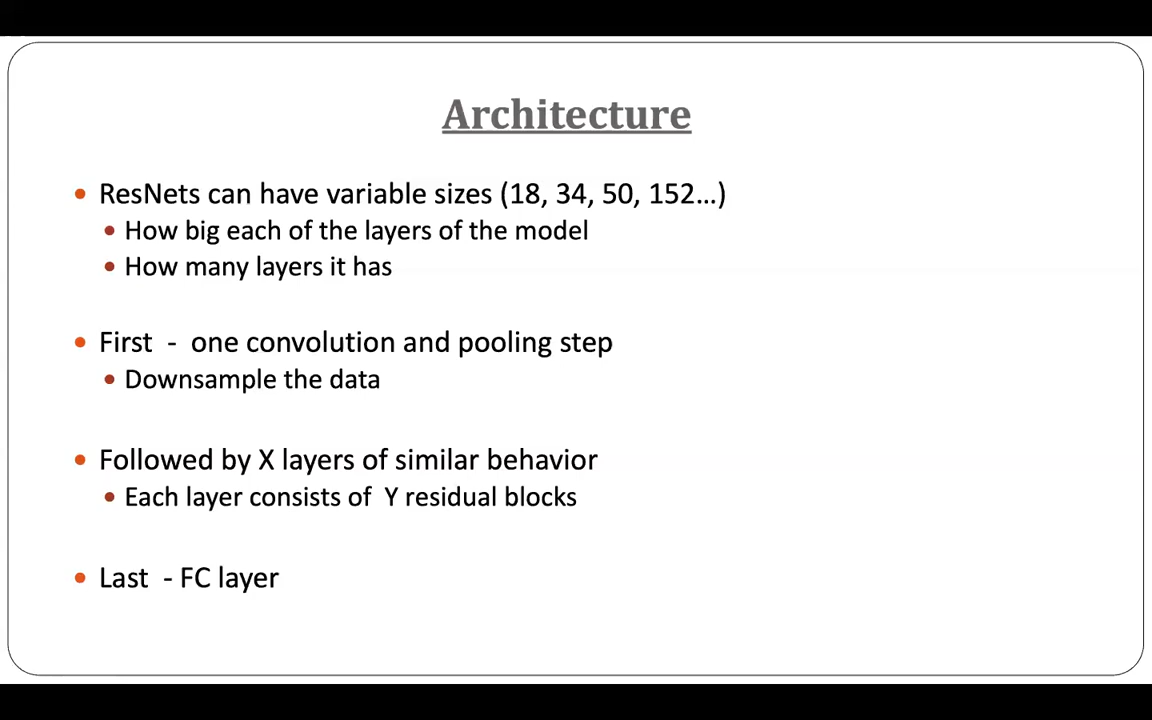 Architecture
• ResNets can have variable sizes (18, 34, 50, 152…)
• How big each of the layers of the model
• How many layers it has
• First - one convolution and pooling step
• Downsample the data
• Followed by X layers of similar behavior
• Each layer consists of Y residual blocks
• Last - FC layer